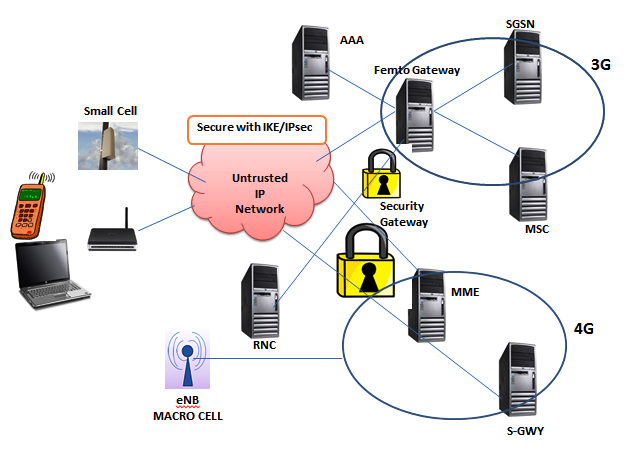 SGSN
AAA
3G
Femto Gateway
Small Cell
Secure with IKE/IPsec
Untrusted
IP
Network
Security
Gateway
MSC
MME
4G
RNC
eNB
MACRO CELL
S-GWY